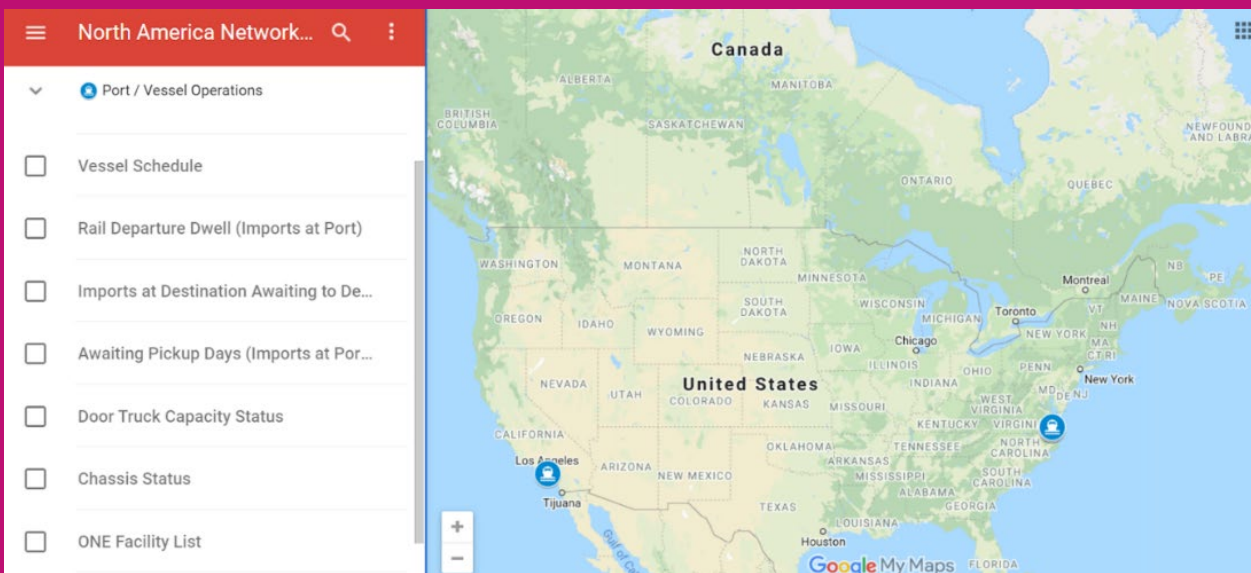 North America Network...
Port / Vessel Operations
Vessel Schedule
Rail Departure Dwell (Imports at Port)
Imports at Destination Awaiting to De...
Awaiting Pickup Days (Imports at Por...
Door Truck Capacity Status
Chassis Status
ONE Facility List
Canada
ALBERTA
MANITOBA
BRITISH
COLUMBIA
SASKATCHEWAN
NEWFOUND
AND LABRA
ONTARIO
QUEBEC
WASHINGTON
MONTANA
NORTH
DAKOTA
MINNESOTA
Montreal
NB
PE
MAINE
NOVA SCOTIA
OREGON
IDAHO
SOUTH
DAKOTA
WISCONSIN
MICHIGAN
Toronto
VT
NH
NEW YORK
MA
CT RI
WYOMING
Chicago
IOWA
NEBRASKA
ILLINOIS
INDIANA
OHIO
PENN
New York
NEVADA
UTAH
United States
COLORADO
KANSAS
MISSOURI
WEST
VIRGINIA
MD
DE NJ
KENTUCKY
VIRGINI
CALIFORNIA
OKLAHOMA
TENNESSEE
NORTH
CAROLINA
Los Angeles
ARIZONA
NEW MEXICO
ARKANSAS
MISSISSIPPI
SOUTH
CAROLINA
ALABAMA
Tijuana
TEXAS
GEORGIA
LOUISIANA
Houston
Gulf of
Google My Maps
FLORIDA